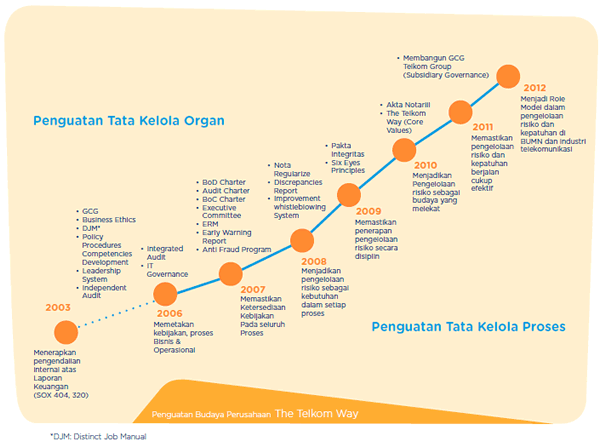 Penguatan Tata Kelola Organ
• GCG
• Business Ethics
• DJM*
• Policy
Procedures
Competencies
Development
• Leadership
System
• Independent
Audit
2003
Menerapkan
pengendalian
internal atas
Laporan
Keuangan
(SOX 404, 320)
• Integrated
Audit
• IT
Governance
2006
Memetakan
kebijakan, proses
Bisnis &
Operasional
• BoD Charter
• Audit Charter
• BoC Charter
• Executive
Committee
• ERM
• Early Warning
Report
• Anti Fraud Program
2007
Memastikan
Ketersediaan
Kebijakan
Pada seluruh
Proses
• Nota
Regularize
• Discrepancies
Report
• Improvement
whistleblowing
System
2008
Menjadikan
pengelolaan
risiko sebagai
kebutuhan
dalam setiap
proses
• Pakta
Integritas
• Six Eyes
Principles
2009
Memastikan
penerapan
pengelolaan
risiko secara
disiplin
• Akta Notariil
• The Telkom
Way (Core
Values)
2010
Menjadikan
Pengelolaan
risiko sebagai
budaya yang
melekat
• Membangun GCG
Telkom Group
(Subsidiary Governance)
2011
Memastikan
pengelolaan
risiko dan
kepatuhan
berjalan
cukup
efektif
2012
Menjadi Role
Model dalam
pengelolaan
risiko dan
kepatuhan di
BUMN dan industri
telekomunikasi
Penguatan Tata Kelola Proses
Penguatan Budaya Perusahaan The Telkom Way
*DJM: Distinct Job Manual